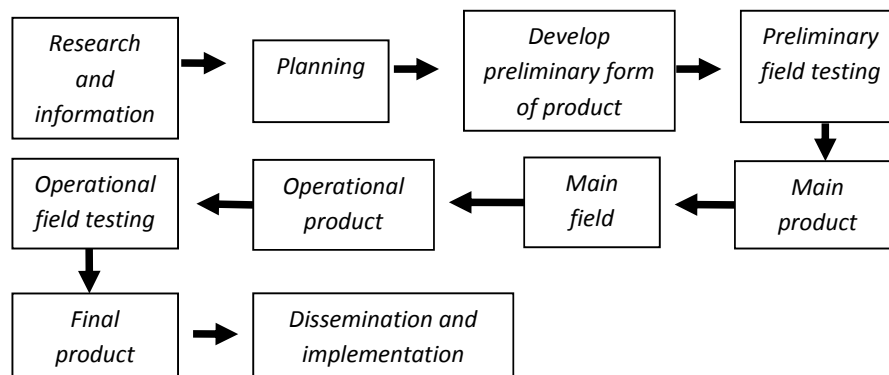 Research
and
information
Planning
Develop
preliminary form
of product
Preliminary
field testing
Main
product
Main
field
Operational
product
Operational
field testing
Final
product
Dissemination and
implementation